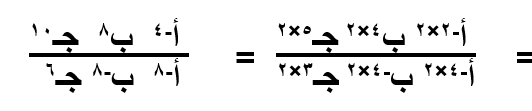 أ-٢×٢ ب٤×٢ جـ٥×٢ أ-٤ ب٨ جـ١٠
= =
أ-٤×٢ ب-٤×٢ جـ٣×٢ أ-٨ ب-٨ جـ٦